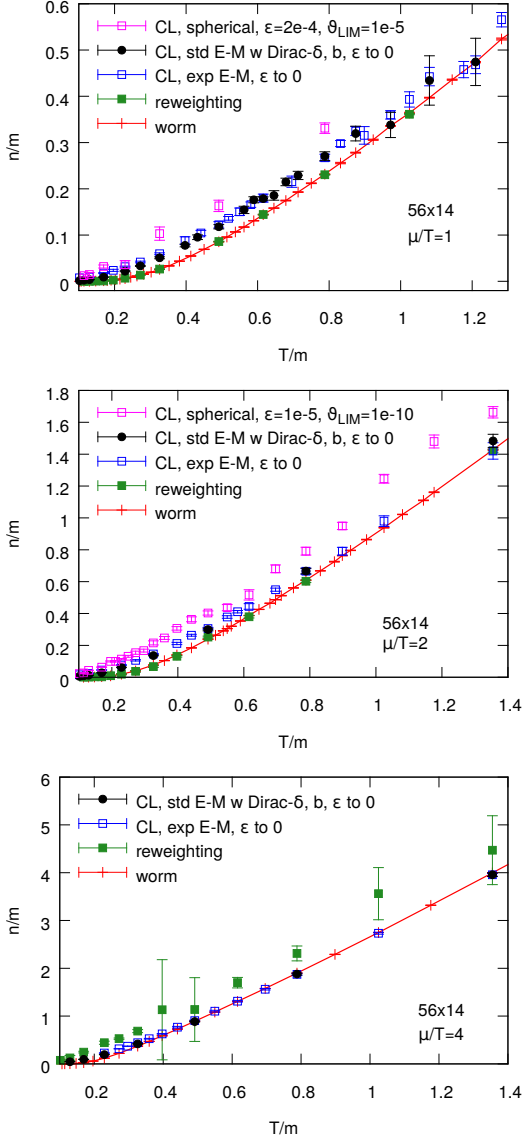 0.6
0.5
0.4
0.3
0.2
0.1
0
n/m
CL, spherical, ε=2e-4, ϑLIM=1e-5
CL, std E-M w Dirac-δ, b, ε to 0
CL, exp E-M, ε to 0
reweighting
worm
56x14
μ/T=1
0.2 0.4 0.6 0.8 1 1.2
T/m
1.8
1.6
1.4
1.2
1
0.8
0.6
0.4
0.2
0
n/m
CL, spherical, ε=1e-5, ϑLIM=1e-10
CL, std E-M w Dirac-δ, b, ε to 0
CL, exp E-M, ε to 0
reweighting
worm
56x14
μ/T=2
0.2 0.4 0.6 0.8 1 1.2 1.4
T/m
6
5
4
3
2
1
0
n/m
CL, std E-M w Dirac-δ, b, ε to 0
CL, exp E-M, ε to 0
reweighting
worm
56x14
μ/T=4
0.2 0.4 0.6 0.8 1 1.2 1.4
T/m